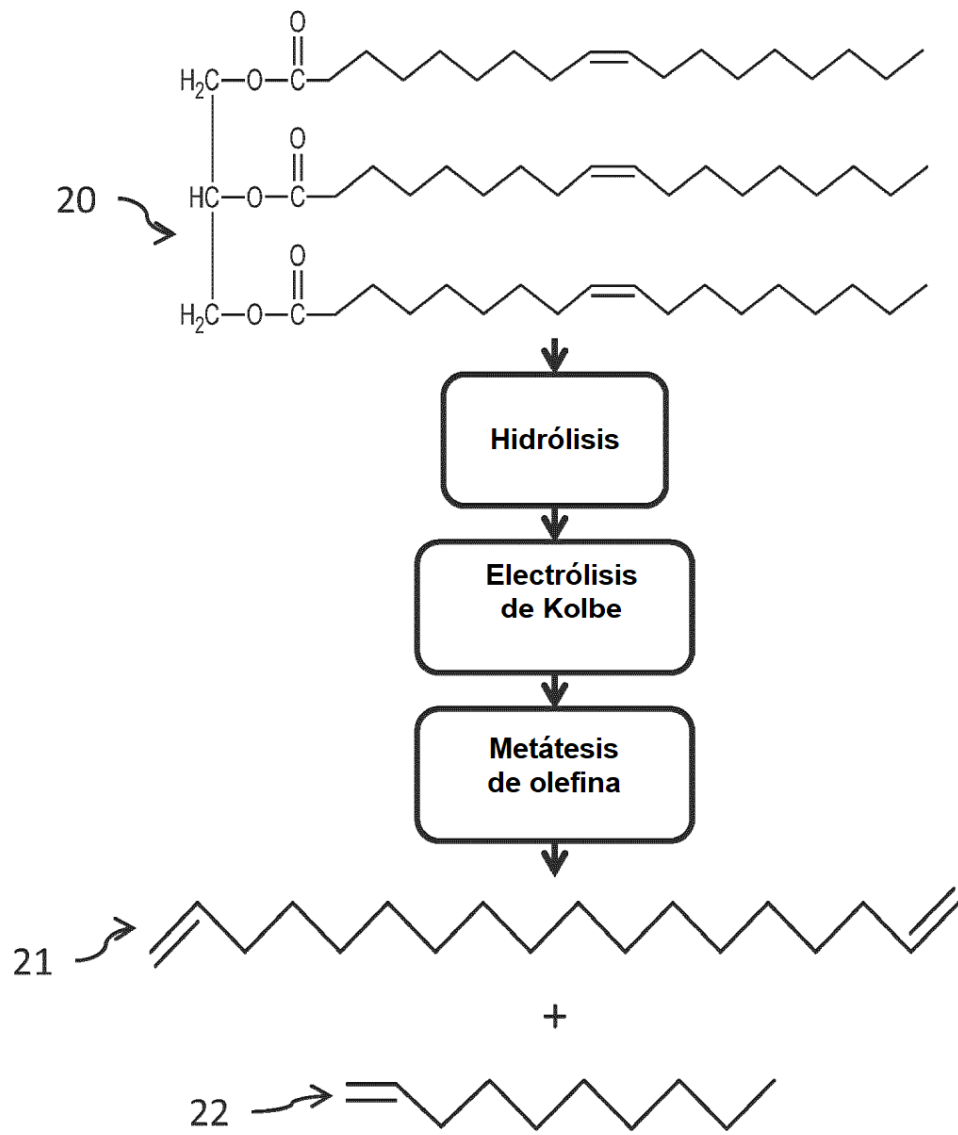 O
H₂C—O—C
O
20
HC—O—C
O
H₂C—O—C
Hidrólisis
Electrólisis
de Kolbe
Metátesis
de olefina
21
+
22